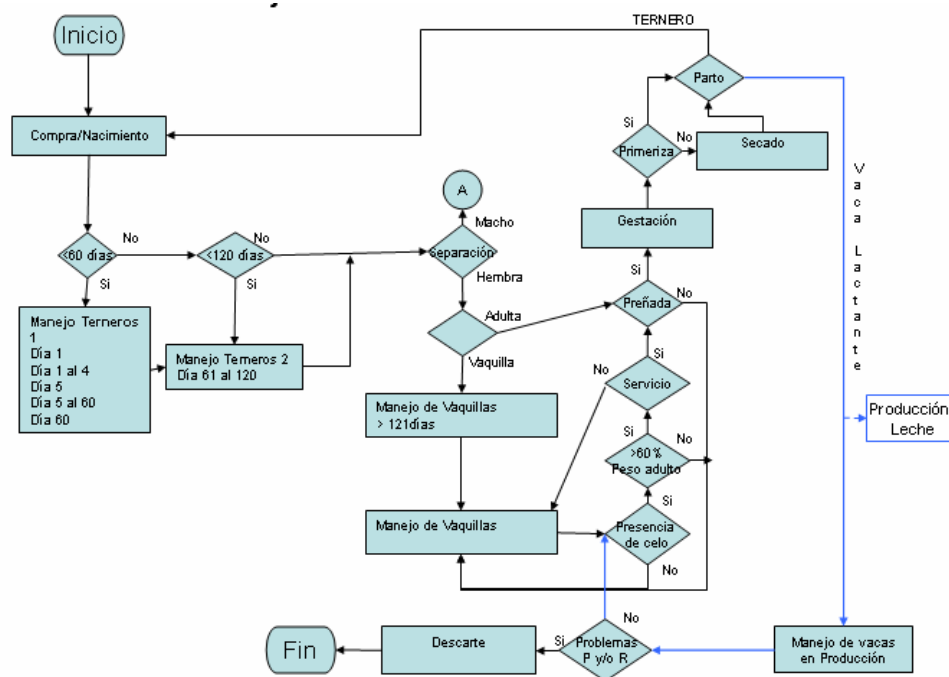 TERNERO
Inicio
Parto
Compra/Nacimiento
Si
No
Primeriza
Secado
A
Macho
Gestación
Vaca Lactante
<60 días
No
<120 días
No
Separación
Si
Si
Hembra
Si
Preñada
No
Adulta
Manejo Terneros
1
Día 1
Día 1 al 4
Día 5
Día 5 al 60
Día 60
Manejo Terneros 2
Día 61 al 120
Vaquilla
Si
No
Servicio
Manejo de Vaquillas
> 121dias
Producción
Leche
Si
>60%
Peso adulto
No
Si
Manejo de Vaquillas
Presencia
de celo
No
No
Fin
Descarte
Si
Problemas
P y/o R
Manejo de vacas
en Producción